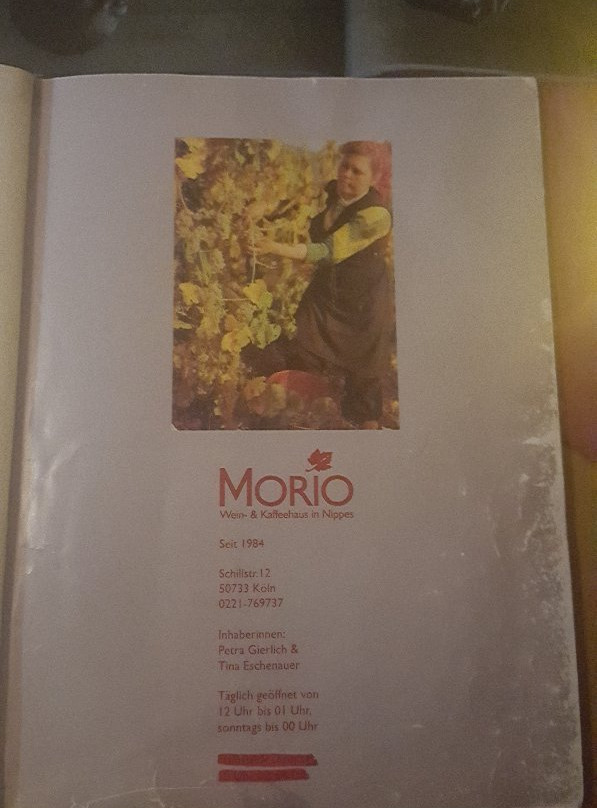 MORIO
Wein- & Kaffeehaus in Nippes
Seit 1984
Schillstr.12
50733 Köln
0221-769737
Inhaberinnen:
Petra Gierlich &
Tina Eschenauer
Täglich geöffnet von
12 Uhr bis 01 Uhr,
sonntags bis 00 Uhr